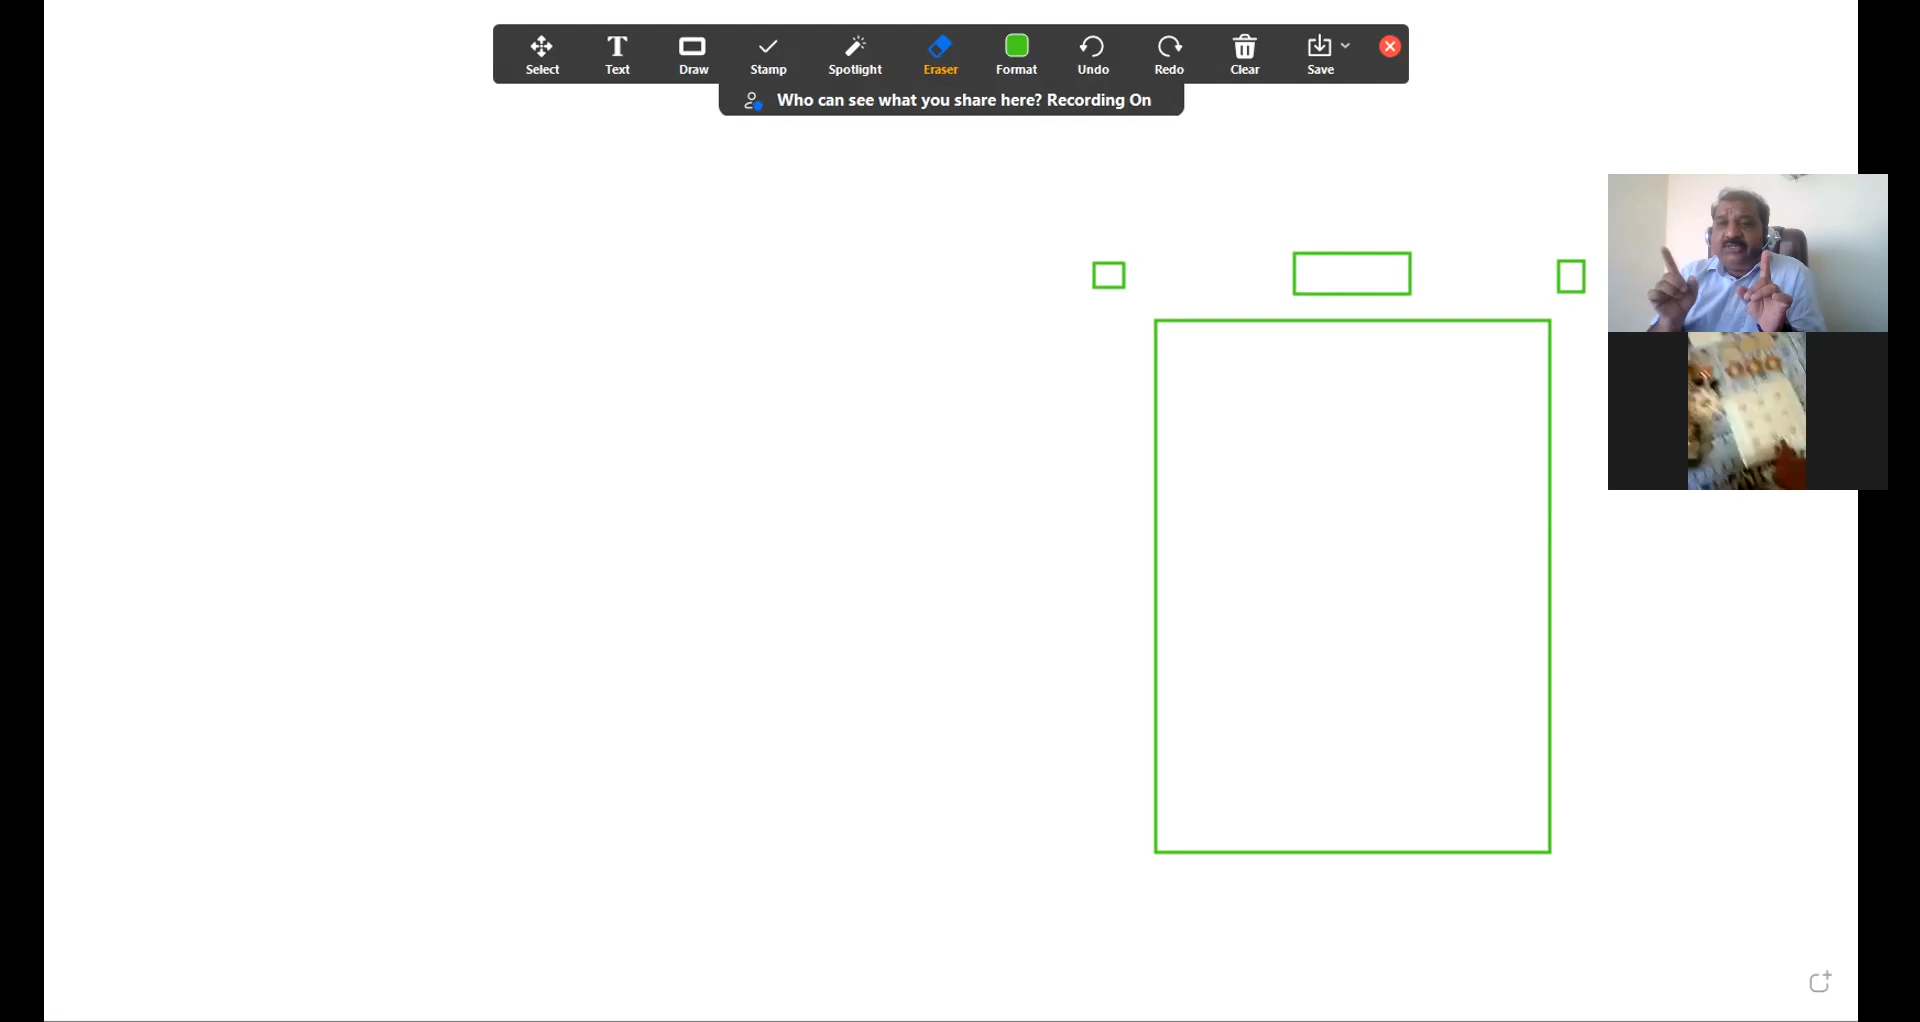 Select Text Draw Stamp Spotlight Eraser Format Undo Redo Clear Save
Who can see what you share here? Recording On